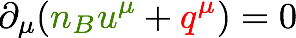 ∂_μ(n_B u^μ + q^μ) = 0